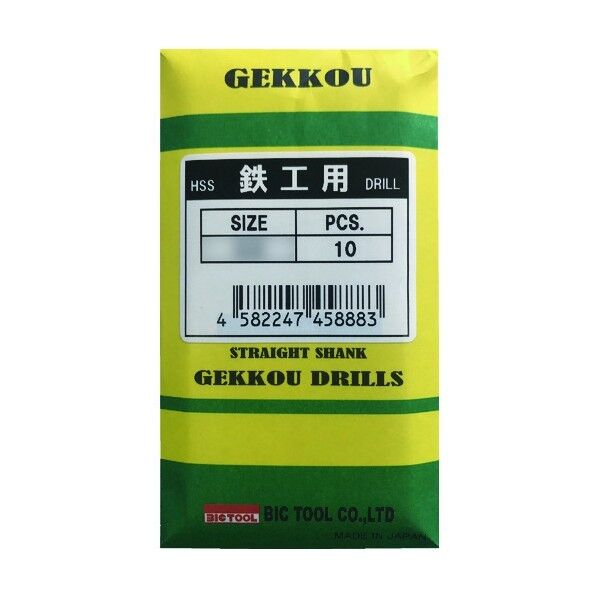 GEKKOU
HSS 鉄工用 DRILL
SIZE PCS.
10
4 582247 458883
STRAIGHT SHANK
GEKKOU DRILLS
BIC TOOL BIC TOOL CO.,LTD
MADE IN JAPAN